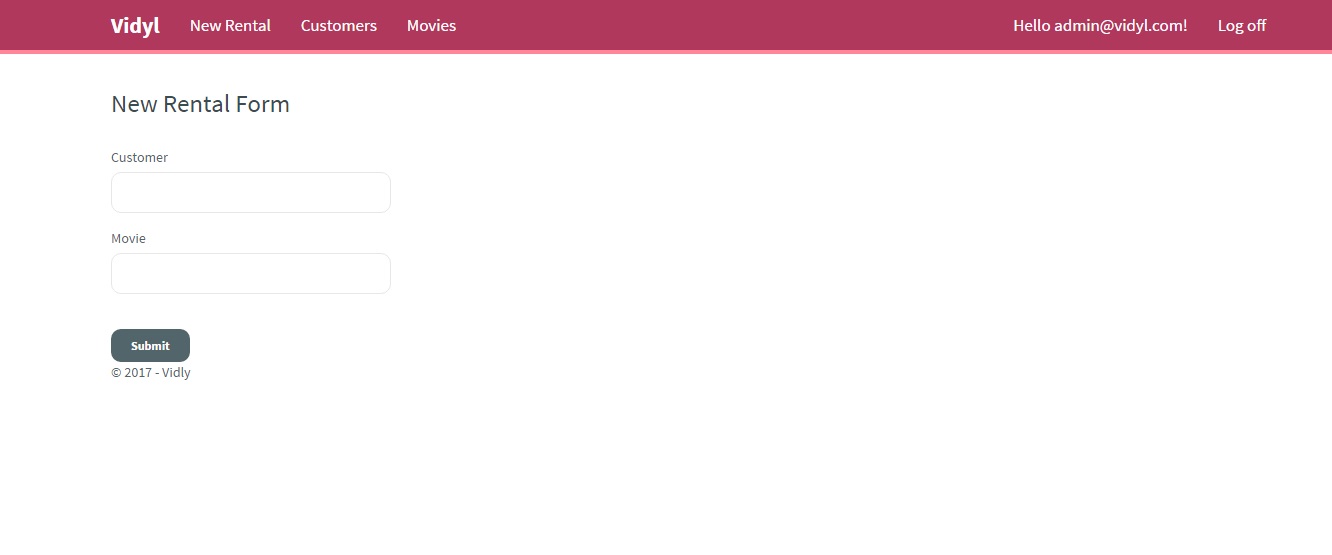 Vidyl New Rental Customers Movies Hello admin@vidyl.com! Log off
New Rental Form
Customer
Movie
Submit
© 2017 - Vidly